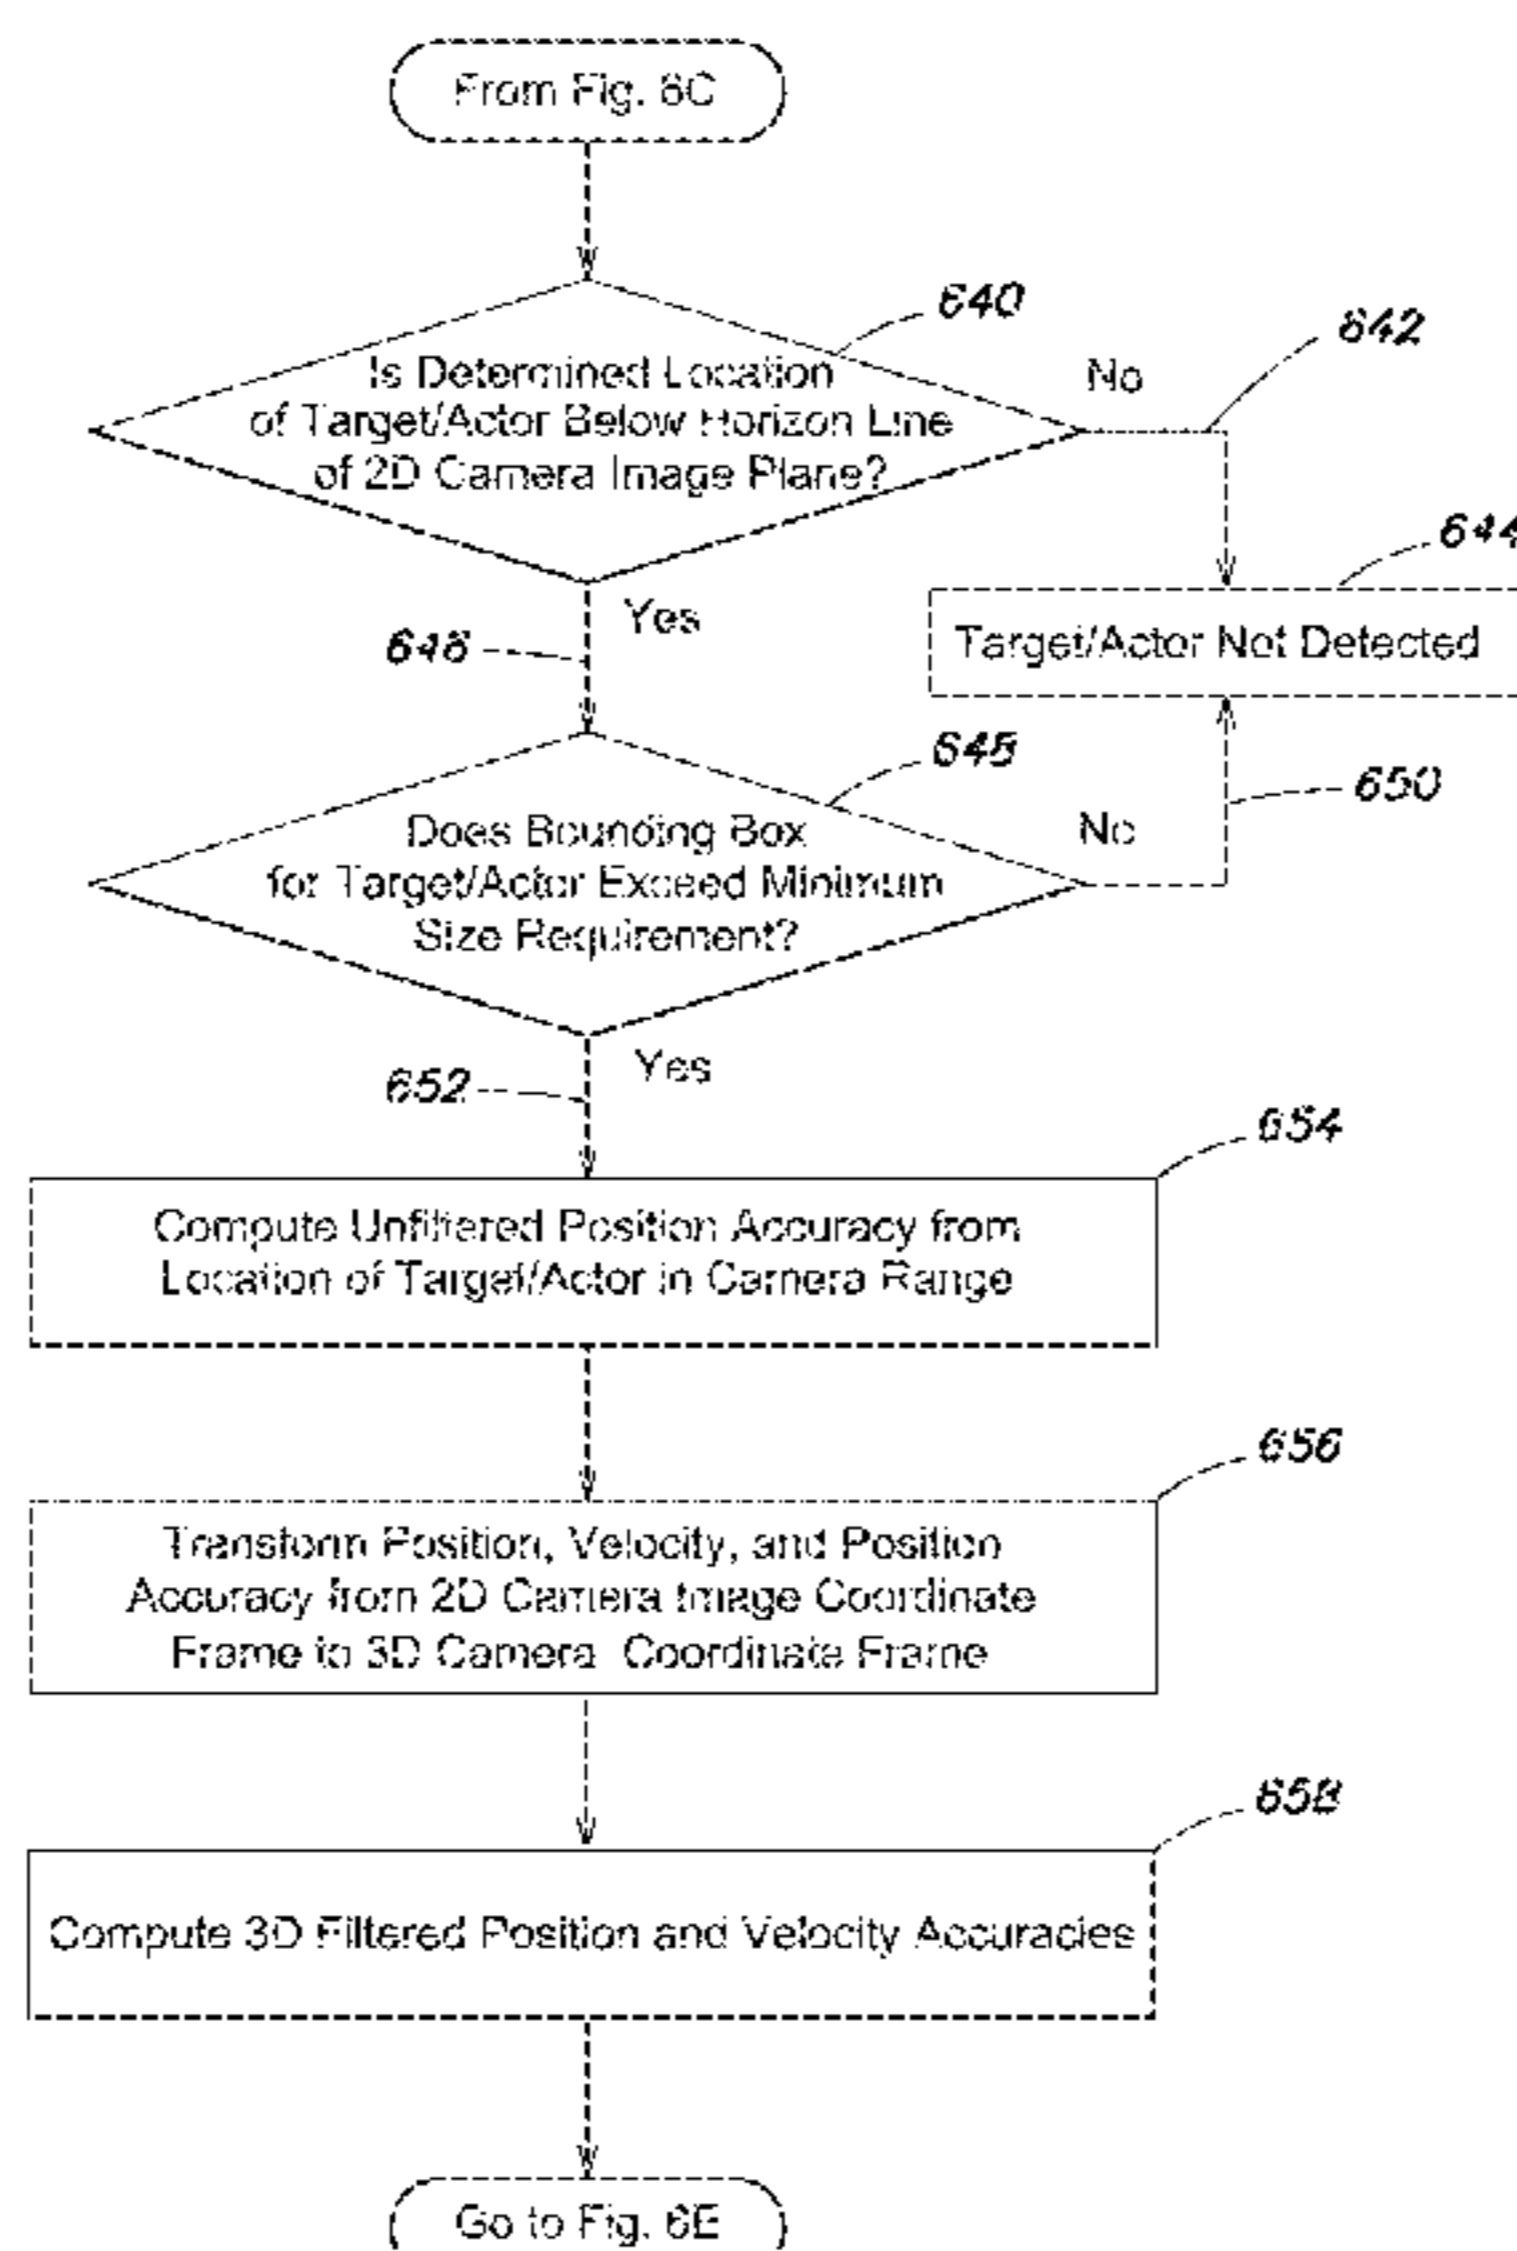 From Fig. 6C
640
642
Is Determined Location
of Target/Actor Below Horizon Line
of 2D Camera Image Plane?
No
644
Yes
646
Target/Actor Not Detected
648
650
Does Bounding Box
for Target/Actor Exceed Minimum
Size Requirement?
No
Yes
652
654
Compute Unfiltered Position Accuracy from
Location of Target/Actor in Camera Range
656
Transform Position, Velocity, and Position
Accuracy from 2D Camera Image Coordinate
Frame to 3D Camera Coordinate Frame
658
Compute 3D Filtered Position and Velocity Accuracies
Go to Fig. 6E